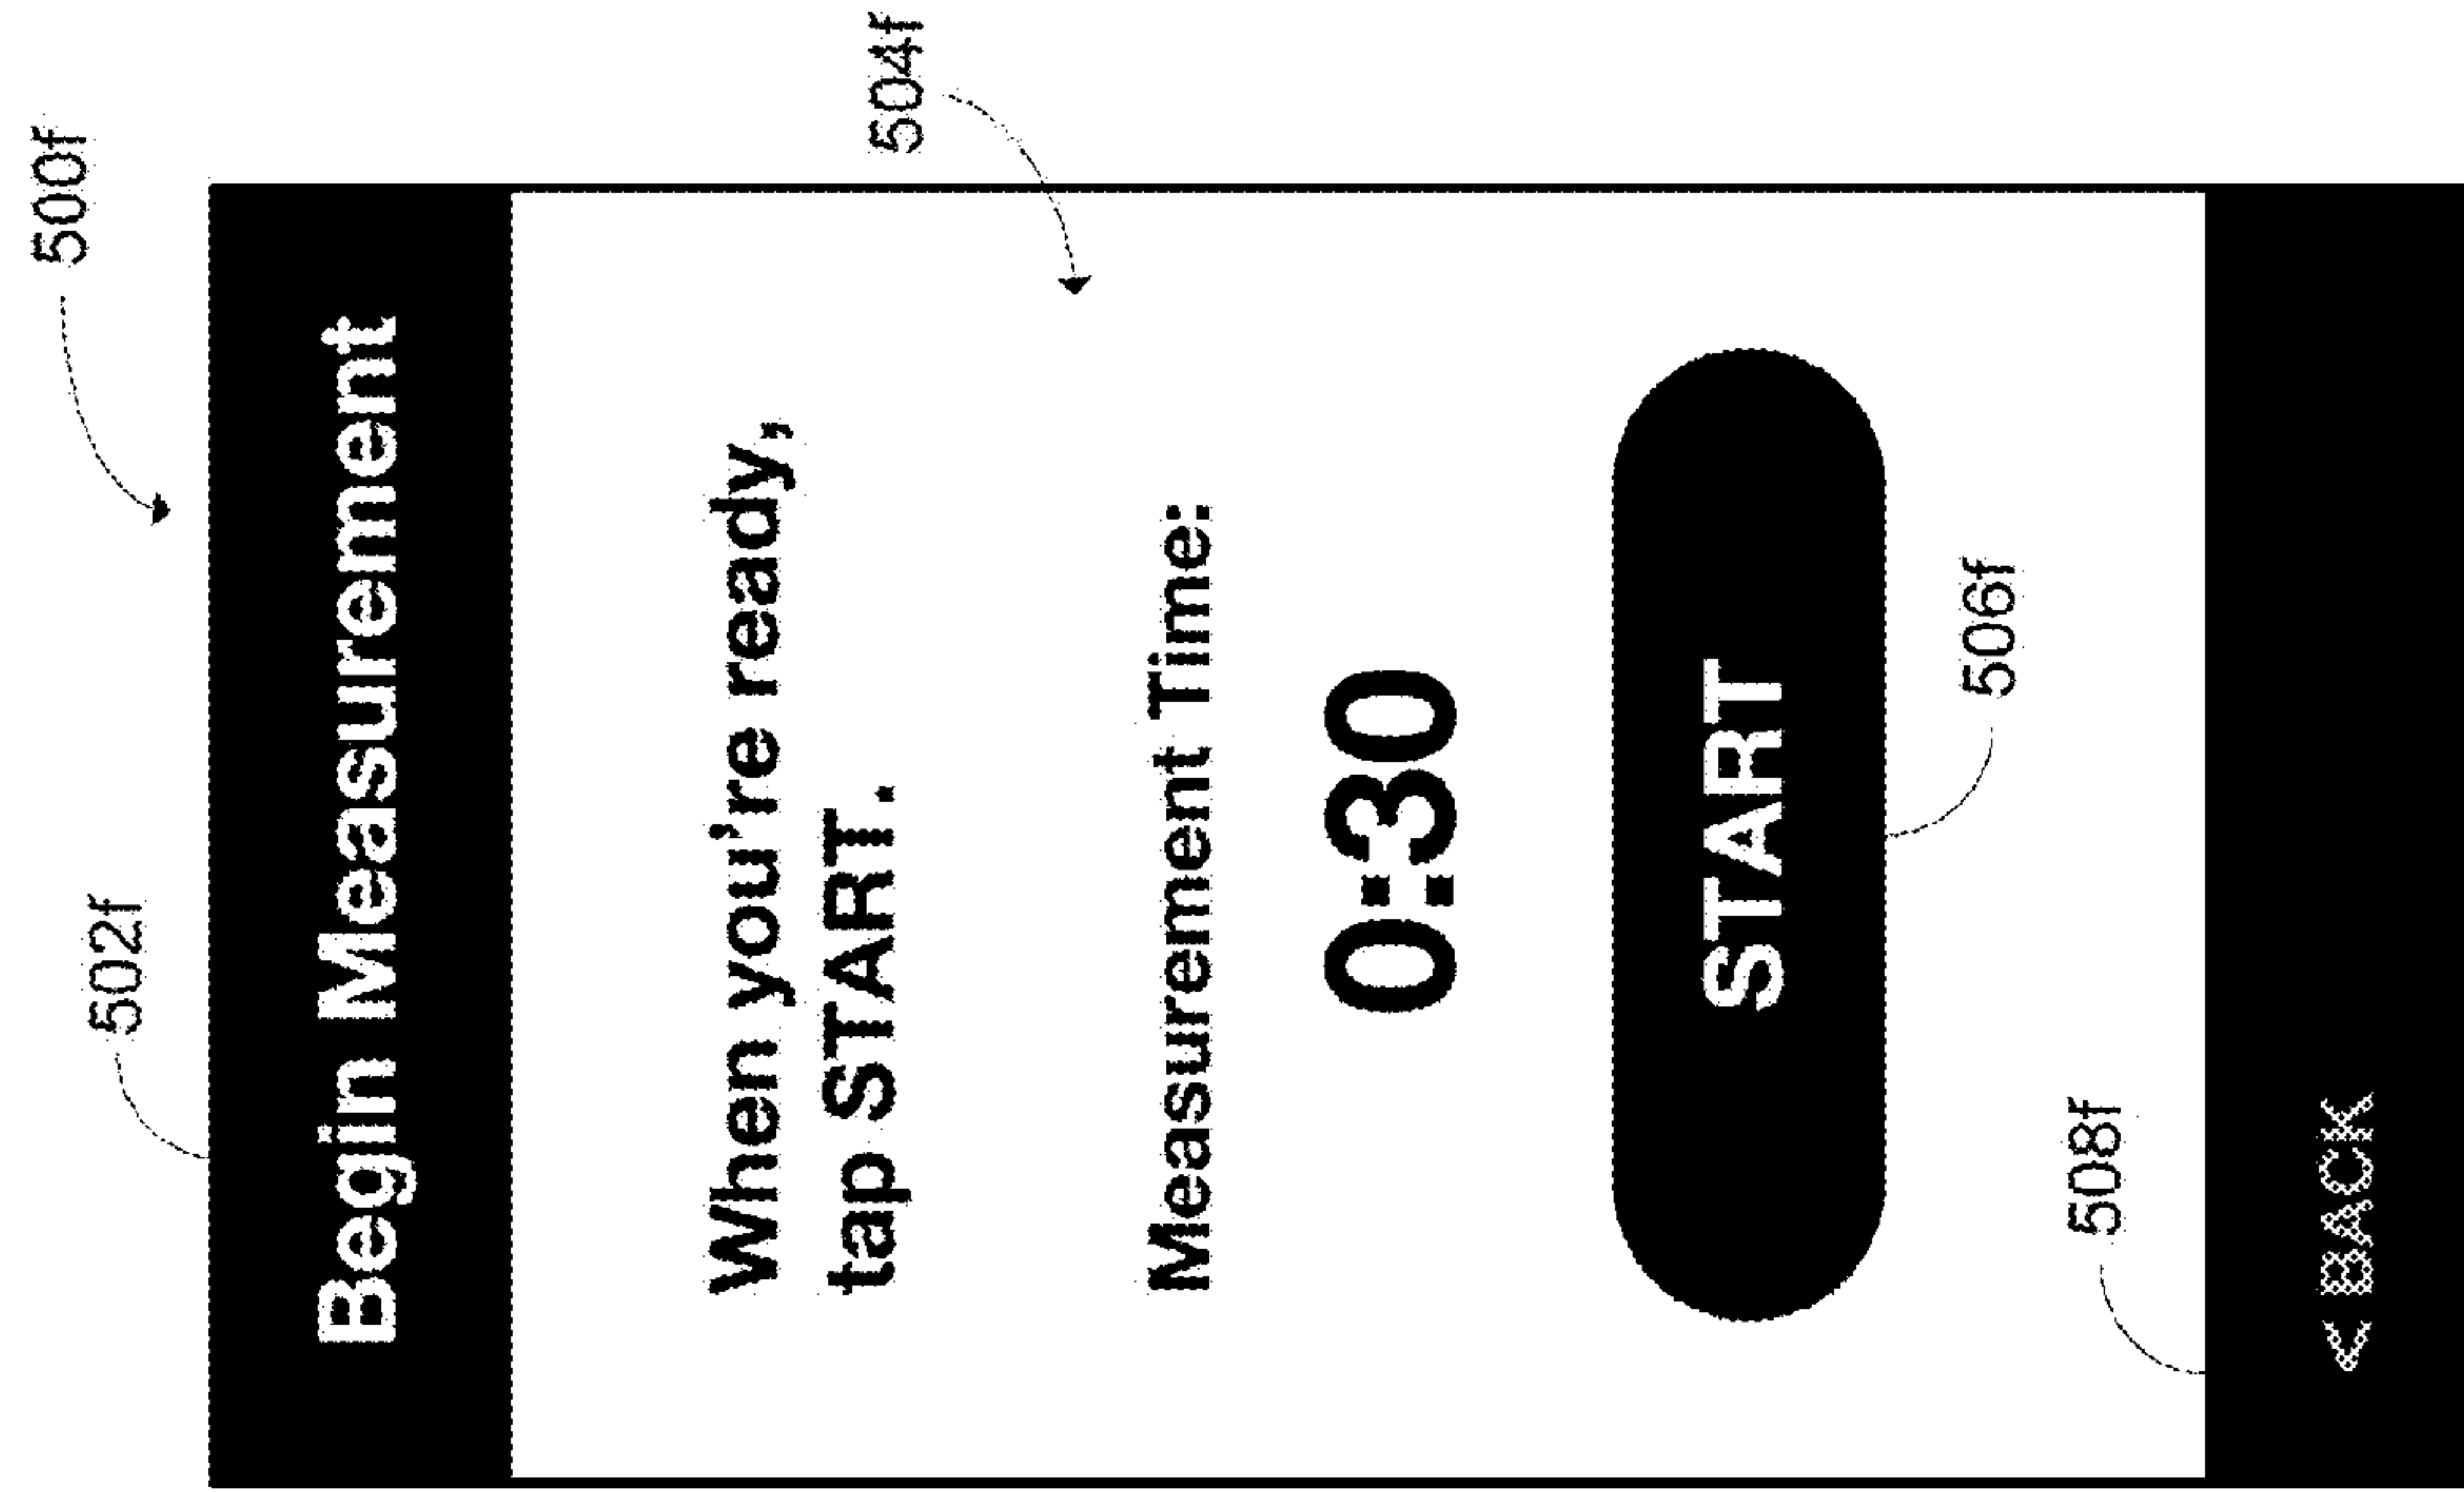 500f
502f
Begin Measurement
504f
When you're ready,
tap START.
Measurement Time:
0:30
START
506f
508f
< BACK